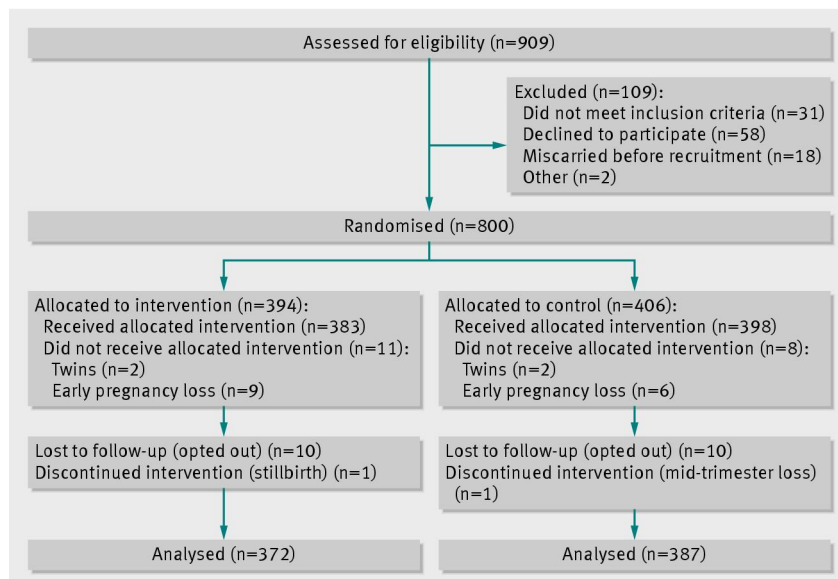 Assessed for eligibility (n=909)
Excluded (n=109):
Did not meet inclusion criteria (n=31)
Declined to participate (n=58)
Miscarried before recruitment (n=18)
Other (n=2)
Randomised (n=800)
Allocated to intervention (n=394):
Received allocated intervention (n=383)
Did not receive allocated intervention (n=11):
Twins (n=2)
Early pregnancy loss (n=9)
Allocated to control (n=406):
Received allocated intervention (n=398)
Did not receive allocated intervention (n=8):
Twins (n=2)
Early pregnancy loss (n=6)
Lost to follow-up (opted out) (n=10)
Discontinued intervention (stillbirth) (n=1)
Lost to follow-up (opted out) (n=10)
Discontinued intervention (mid-trimester loss)
(n=1)
Analysed (n=372)
Analysed (n=387)